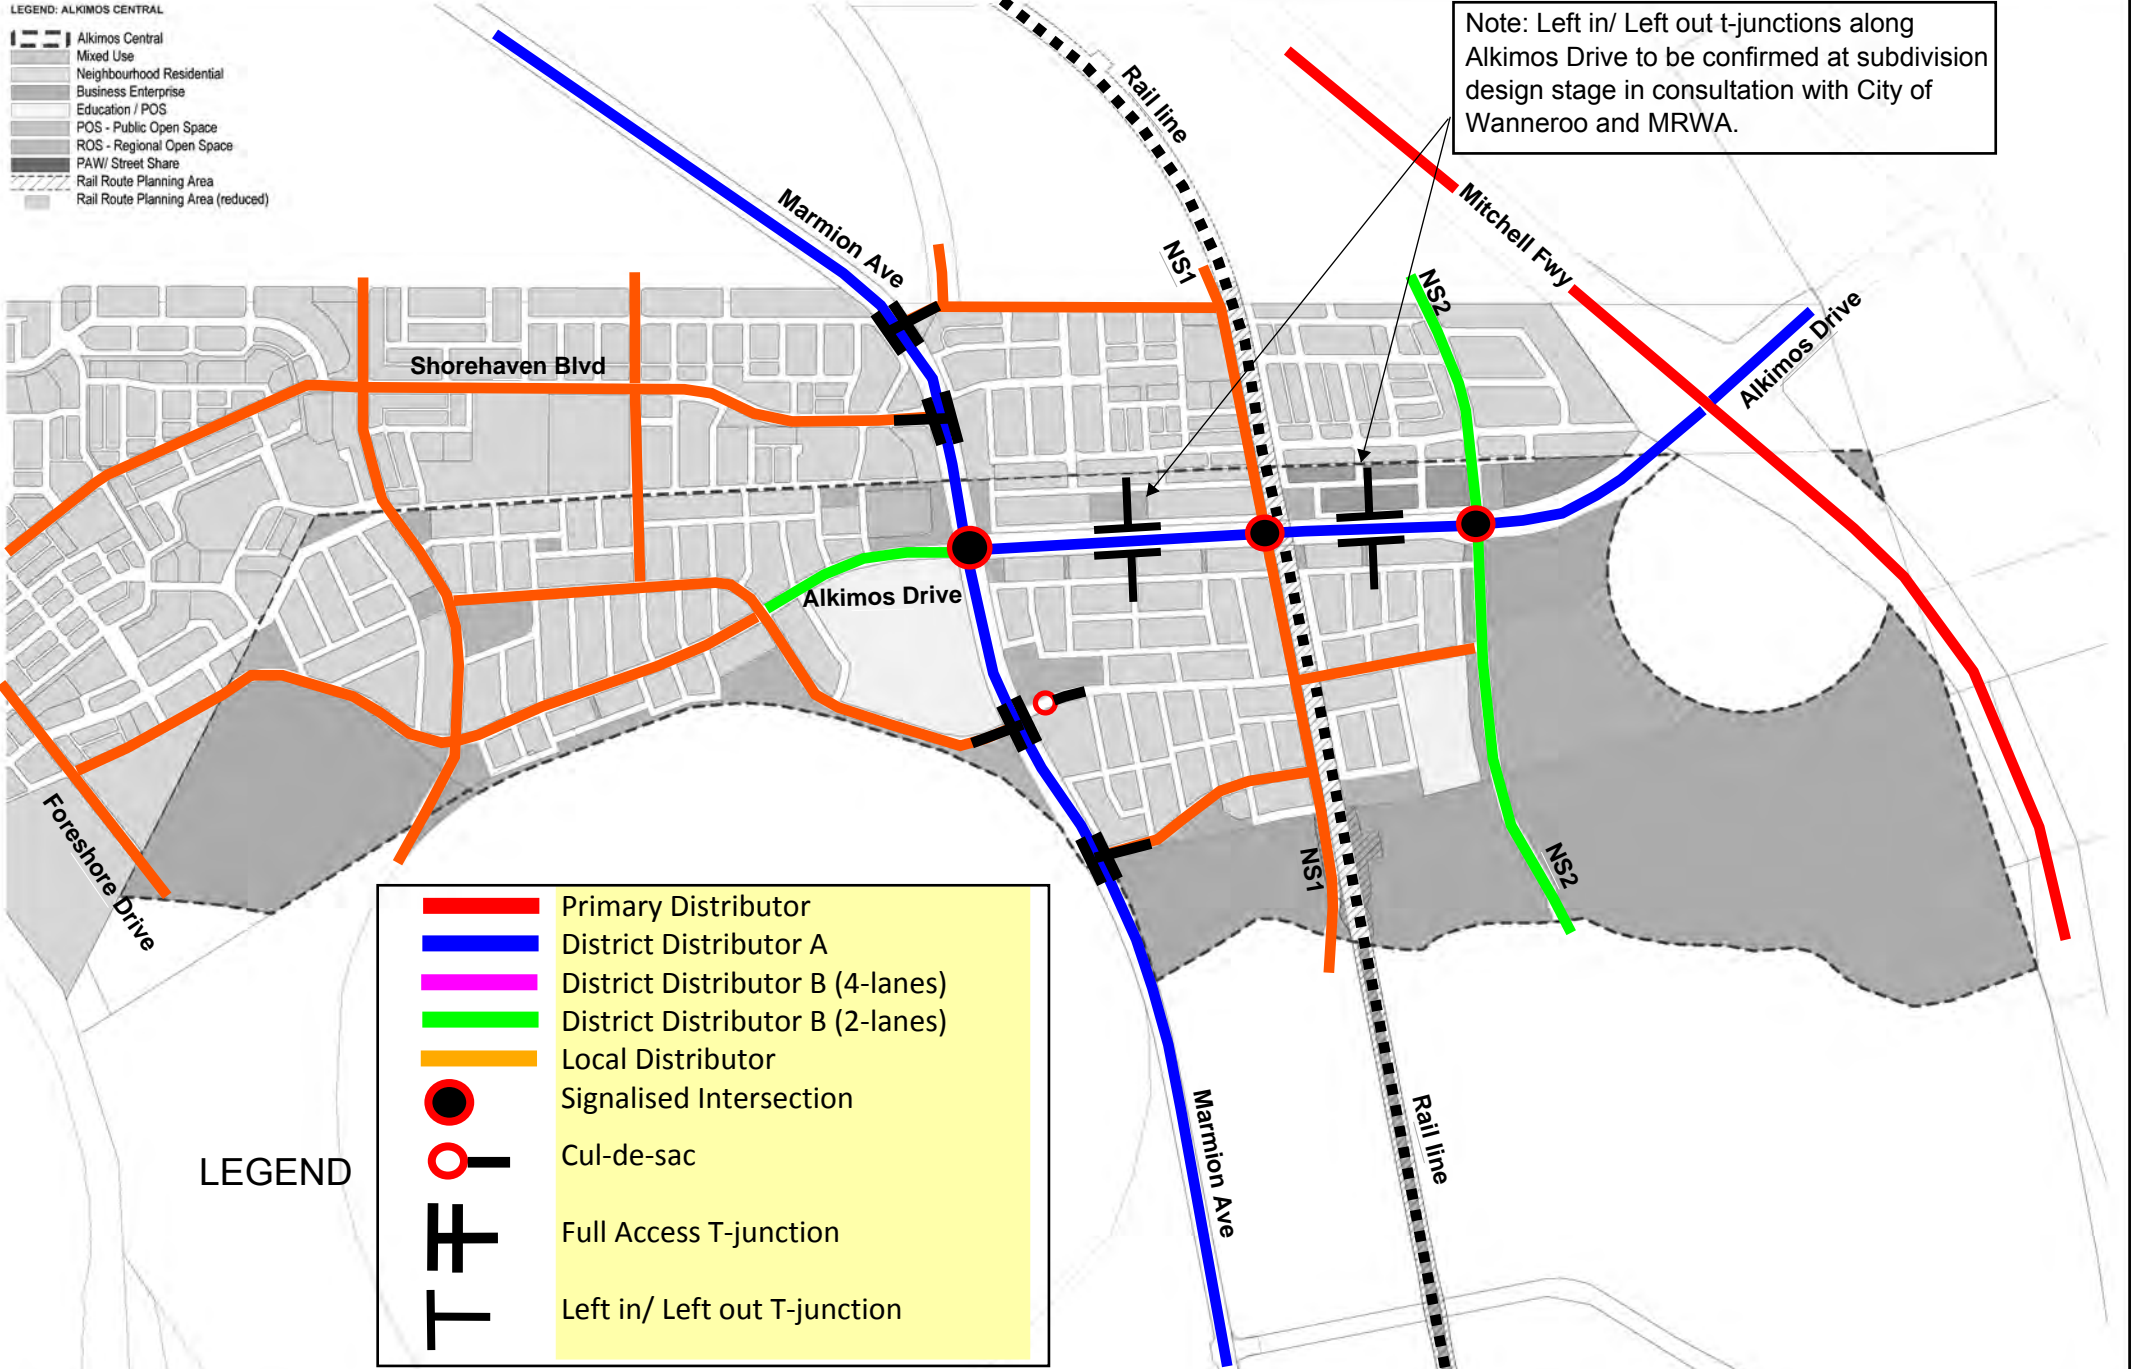 LEGEND: ALKIMOS CENTRAL
Alkimos Central
Mixed Use
Neighbourhood Residential
Business Enterprise
Education / POS
POS - Public Open Space
ROS - Regional Open Space
PAW/ Street Share
Rail Route Planning Area
Rail Route Planning Area (reduced)
Note: Left in/ Left out t-junctions along
Alkimos Drive to be confirmed at subdivision
design stage in consultation with City of
Wanneroo and MRWA.
Rail line
Marmion Ave
Mitchell Fwy
NS1
NS2
Alkimos Drive
Shorehaven Blvd
Alkimos Drive
Foreshore Drive
NS1
NS2
Marmion Ave
Rail line
LEGEND
Primary Distributor
District Distributor A
District Distributor B (4-lanes)
District Distributor B (2-lanes)
Local Distributor
Signalised Intersection
Cul-de-sac
Full Access T-junction
Left in/ Left out T-junction